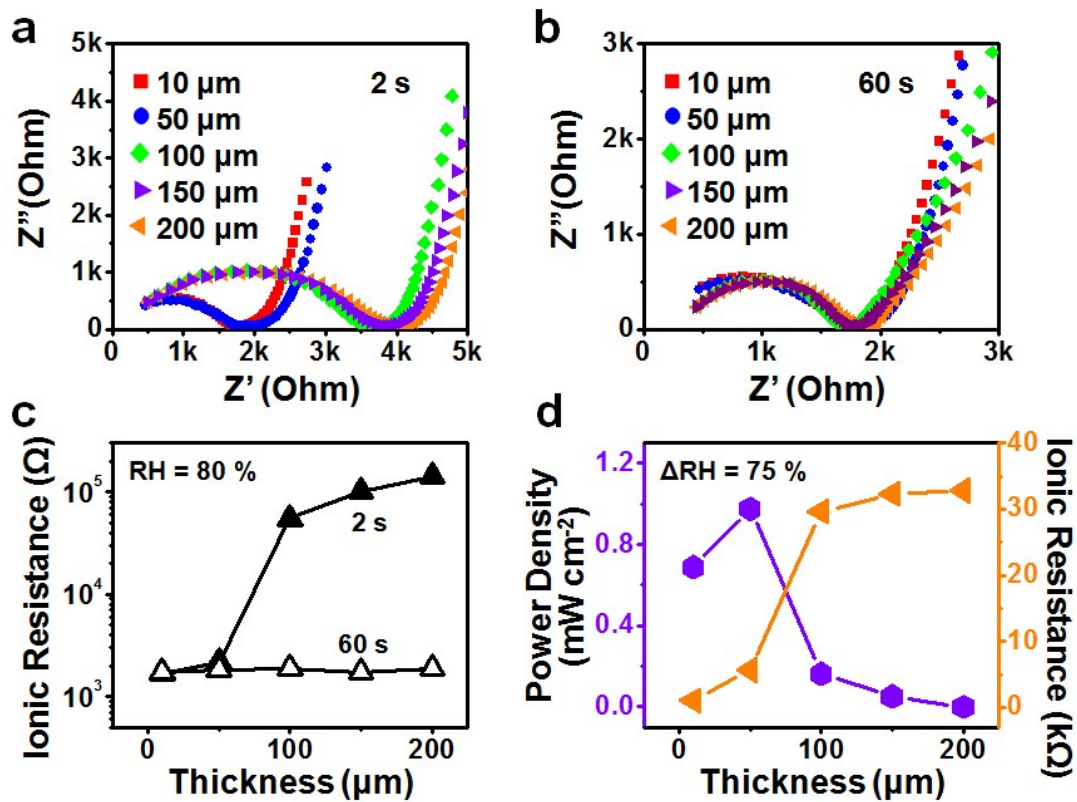 a
5k
4k
3k
2k
1k
0
Z”(Ohm)
2 s
10 µm
50 µm
100 µm
150 µm
200 µm
0 1k 2k 3k 4k 5k
Z’ (Ohm)
b
3k
2k
1k
0
Z”(Ohm)
60 s
10 µm
50 µm
100 µm
150 µm
200 µm
0 1k 2k 3k
Z’ (Ohm)
c
Ionic Resistance (Ω)
10⁵
10⁴
10³
RH = 80 %
2 s
60 s
0 100 200
Thickness (µm)
d
Power Density
(mW cm⁻²)
1.2
0.8
0.4
0.0
ΔRH = 75 %
40
30
20
10
0
Ionic Resistance (kΩ)
0 50 100 150 200
Thickness (µm)